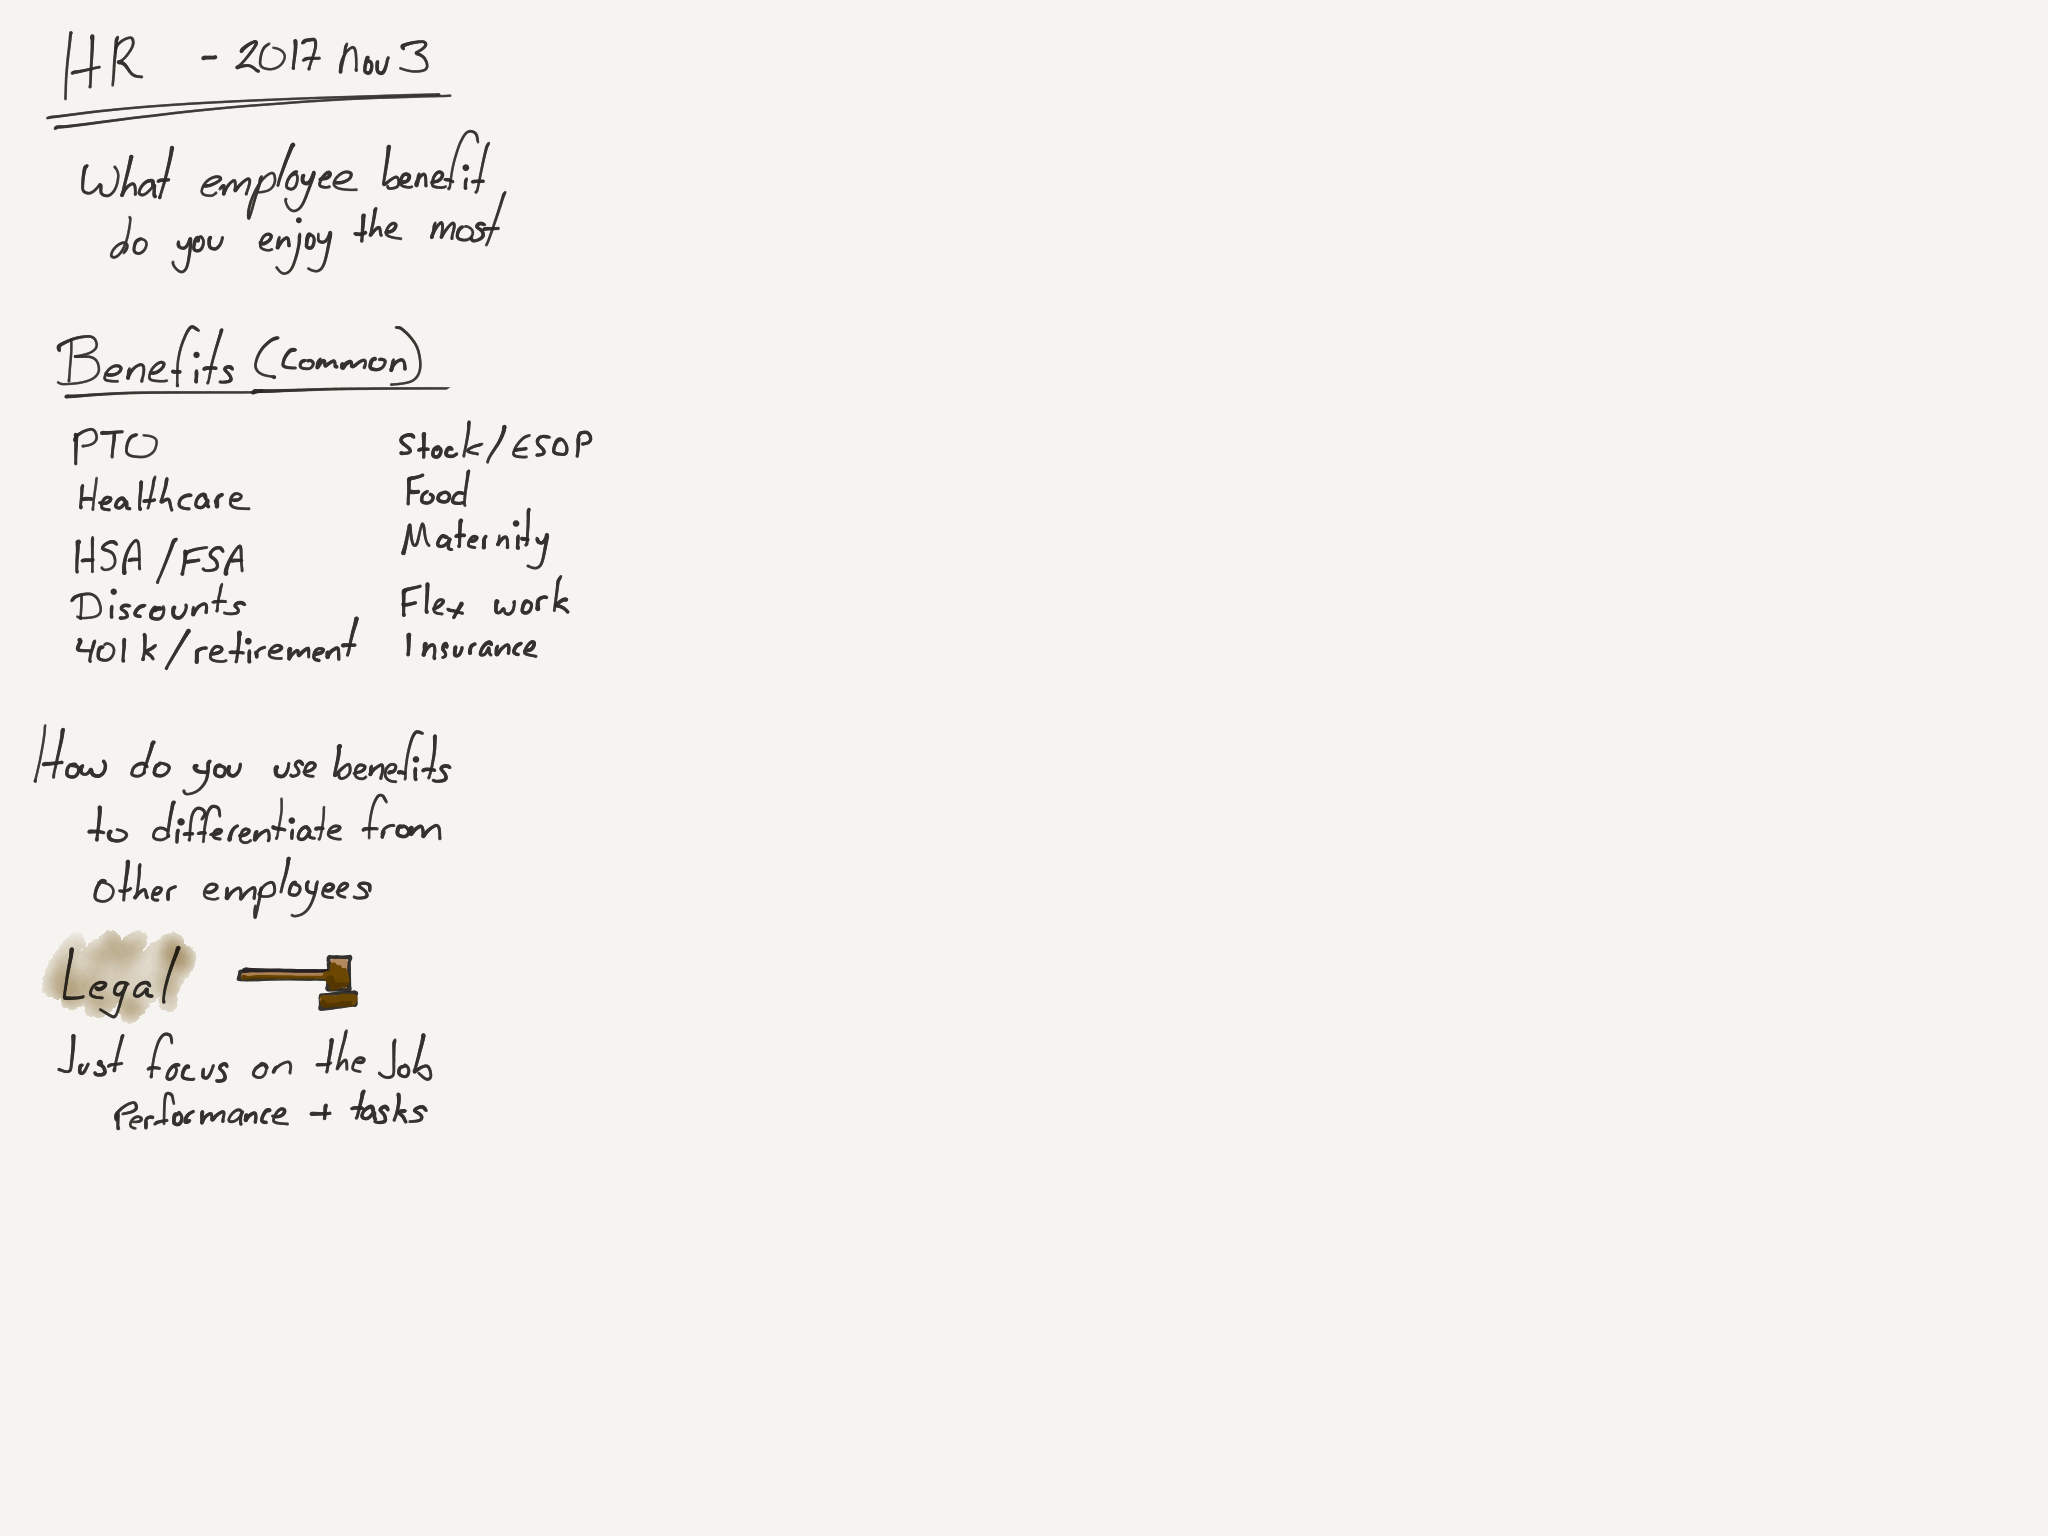 HR - 2017 nov 3
What employee benefit
do you enjoy the most
Benefits (common)
PTO
Healthcare
HSA/FSA
Discounts
401k/retirement
Stock/ESOP
Food
Maternity
Flex work
Insurance
How do you use benefits
to differentiate from
other employees
Legal
Just focus on the Job
Performance + tasks